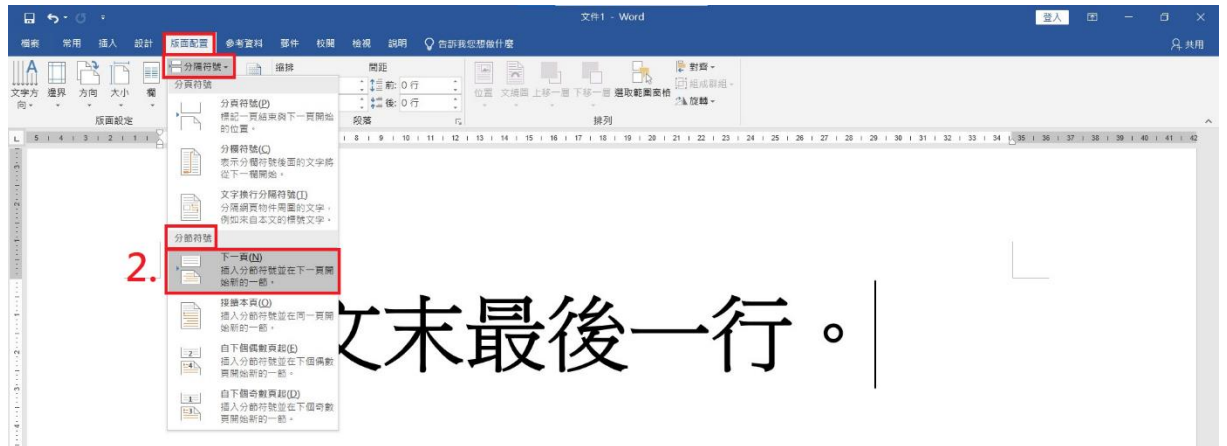 文件1 - Word
登入
檔案 常用 插入 設計 版面配置 參考資料 郵件 校閱 檢視 說明 告訴我您想做什麼 共用
分隔符號 縮排 間距 對齊
文字方向 邊界 方向 大小 欄 前: 0 行 位置 文繞圖 上移一層 下移一層 選取範圍窗格 組成群組
後: 0 行 旋轉
版面設定 段落 排列
分頁符號
分頁符號(P)
標記一頁結束與下一頁開始
的位置。
分欄符號(C)
表示分欄符號後面的文字將
從下一欄開始。
文字換行分隔符號(T)
分隔網頁物件周圍的文字，
例如來自本文的標號文字。
分節符號
2.
下一頁(N)
插入分節符號並在下一頁開
始新的一節。
接續本頁(O)
插入分節符號並在同一頁開
始新的一節。
自下個偶數頁起(E)
插入分節符號並在下個偶數
頁開始新的一節。
自下個奇數頁起(D)
插入分節符號並在下個奇數
頁開始新的一節。
文末最後一行。